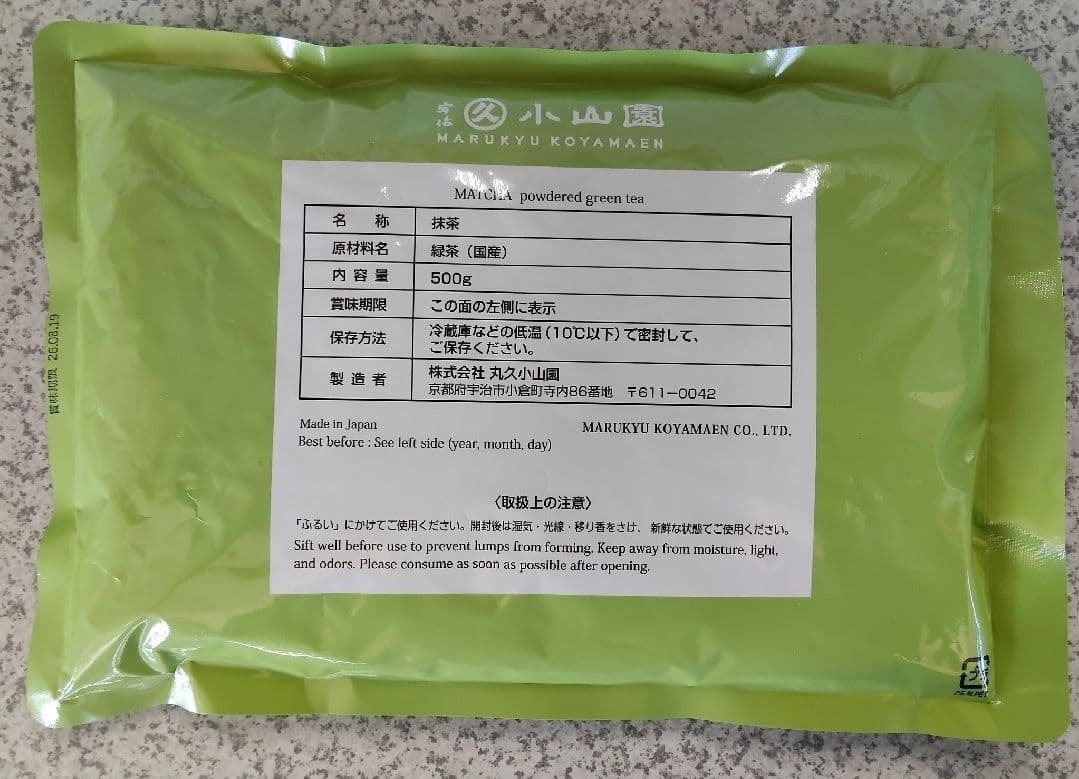 宇治 久 小山園
MARUKYU KOYAMAEN
MATCHA powdered green tea
名 称 抹茶
原材料名 緑茶（国産）
内 容 量 500g
賞味期限 この面の左側に表示
保存方法 冷蔵庫などの低温（10℃以下）で密封して、
ご保存ください。
製 造 者 株式会社 丸久小山園
京都府宇治市小倉町寺内86番地 〒611－0042
Made in Japan
MARUKYU KOYAMAEN CO., LTD.
Best before : See left side (year, month, day)
〈取扱上の注意〉
「ふるい」にかけてご使用ください。開封後は湿気・光線・移り香をさけ、新鮮な状態でご使用ください。
Sift well before use to prevent lumps from forming. Keep away from moisture, light,
and odors. Please consume as soon as possible after opening.
賞味期限 26.08.19
プラ
PE,M,PET